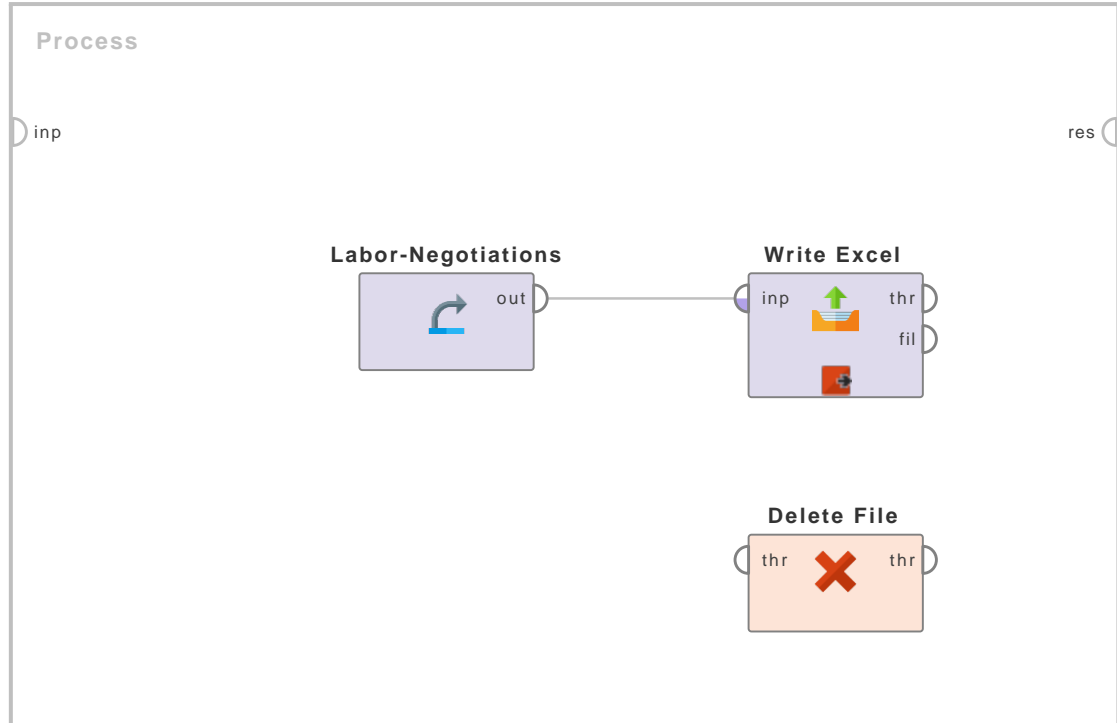 Process
inp
res
Labor-Negotiations
Write Excel
out
inp
thr
fil
Delete File
thr
thr